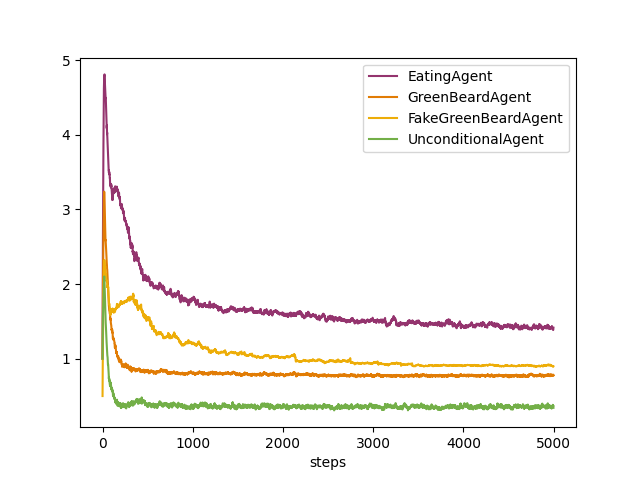 5
4
3
2
1
0 1000 2000 3000 4000 5000
steps
EatingAgent
GreenBeardAgent
FakeGreenBeardAgent
UnconditionalAgent